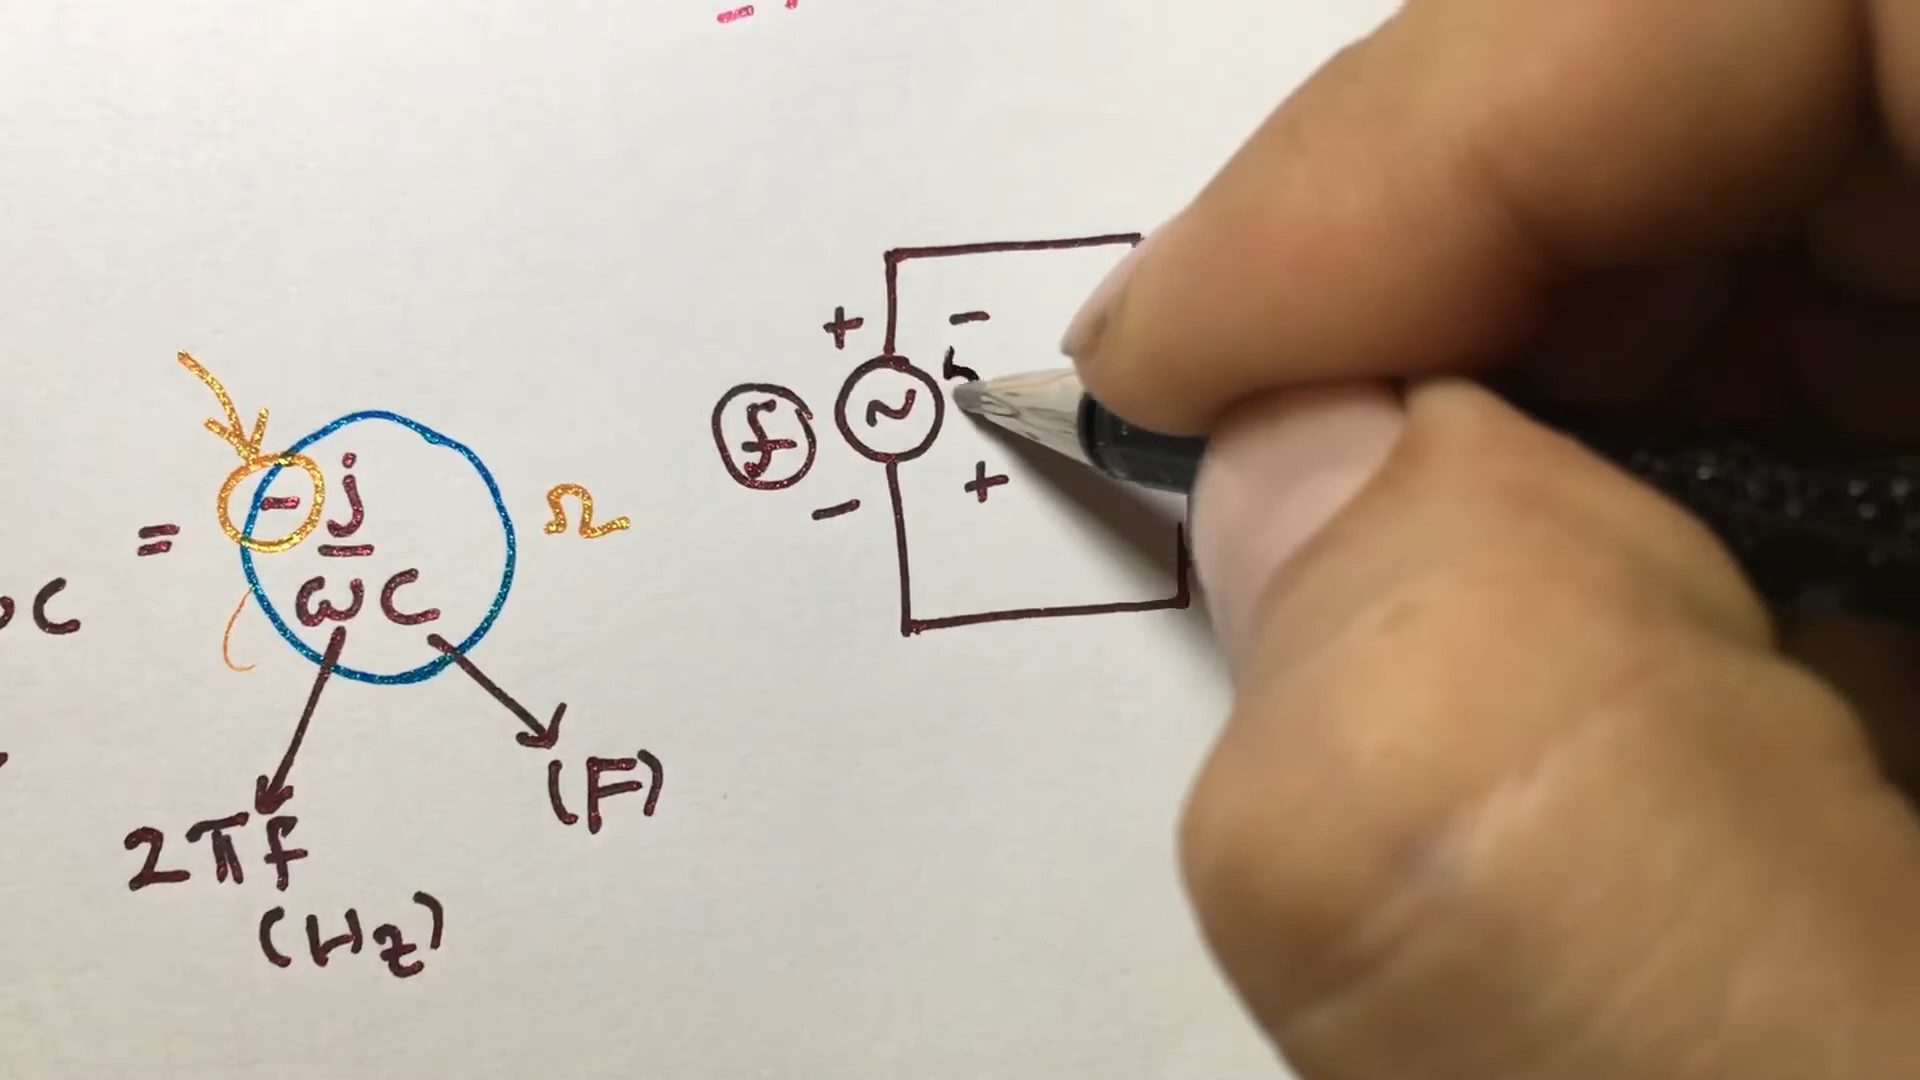 + -
f ~
- +
= -j Ω
ωC
C
(F)
2πf
(Hz)